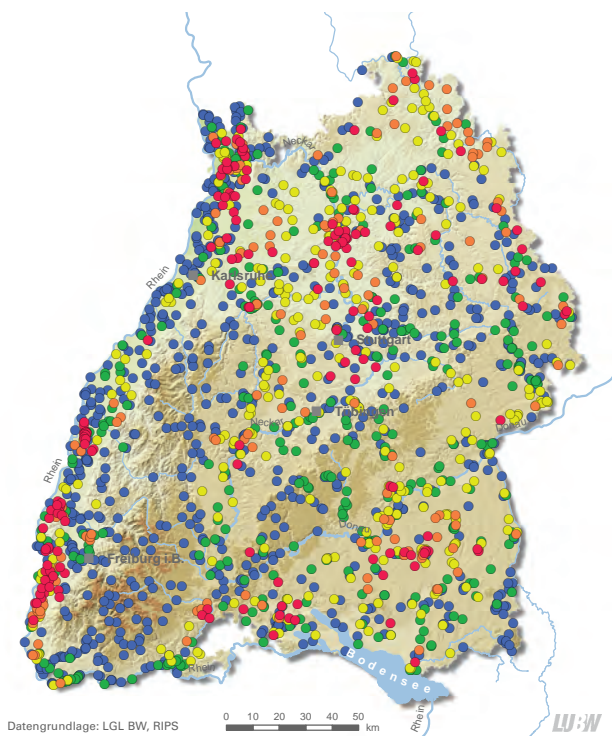 Neckar
Rhein
Karlsruhe
Stuttgart
Tübingen
Neckar
Donau
Rhein
Donau
Freiburg i.B.
Bodensee
Rhein
Rhein
Datengrundlage: LGL BW, RIPS
0 10 20 30 40 50
km
LUBW